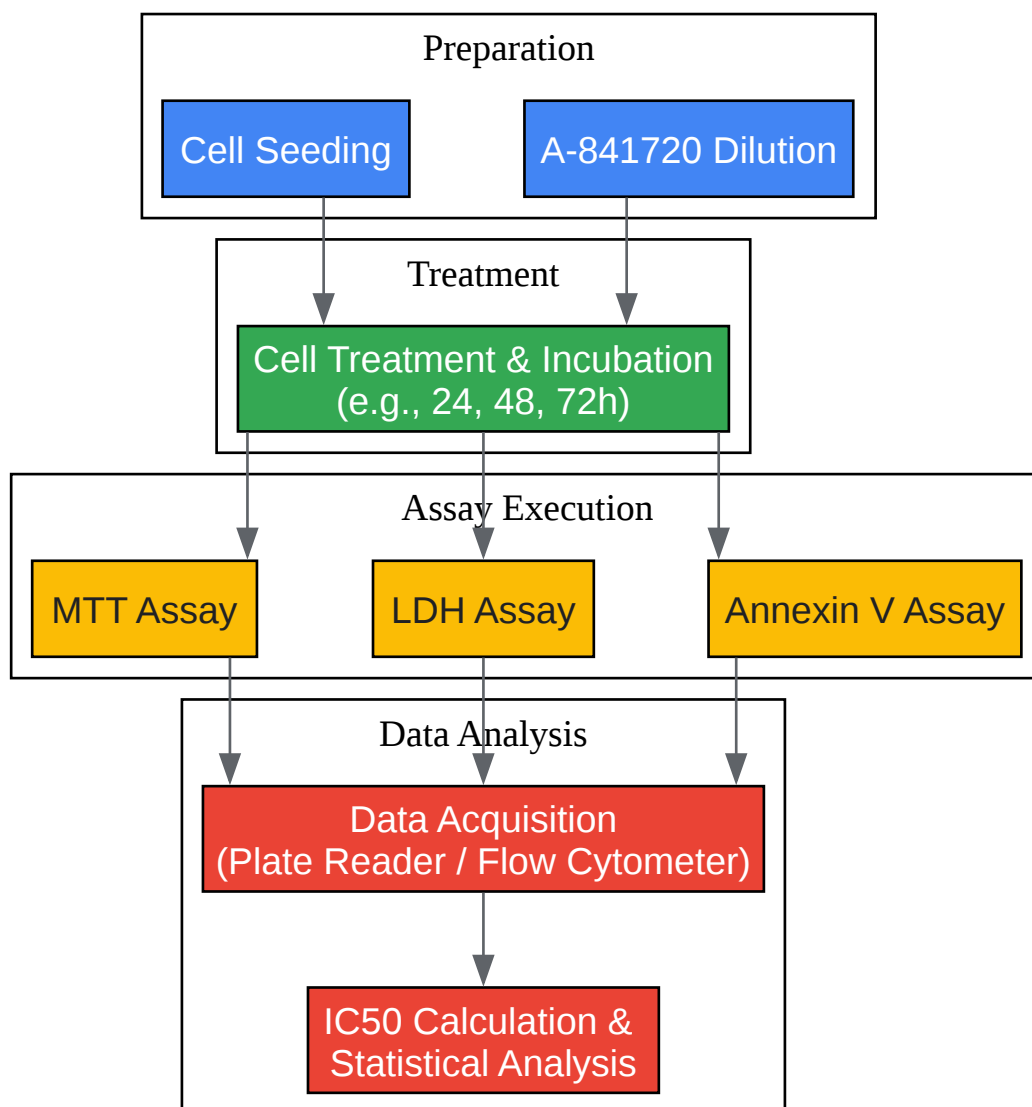 Preparation
Cell Seeding
A-841720 Dilution
Treatment
Cell Treatment & Incubation
(e.g., 24, 48, 72h)
Assay Execution
MTT Assay
LDH Assay
Annexin V Assay
Data Analysis
Data Acquisition
(Plate Reader / Flow Cytometer)
IC50 Calculation &
Statistical Analysis